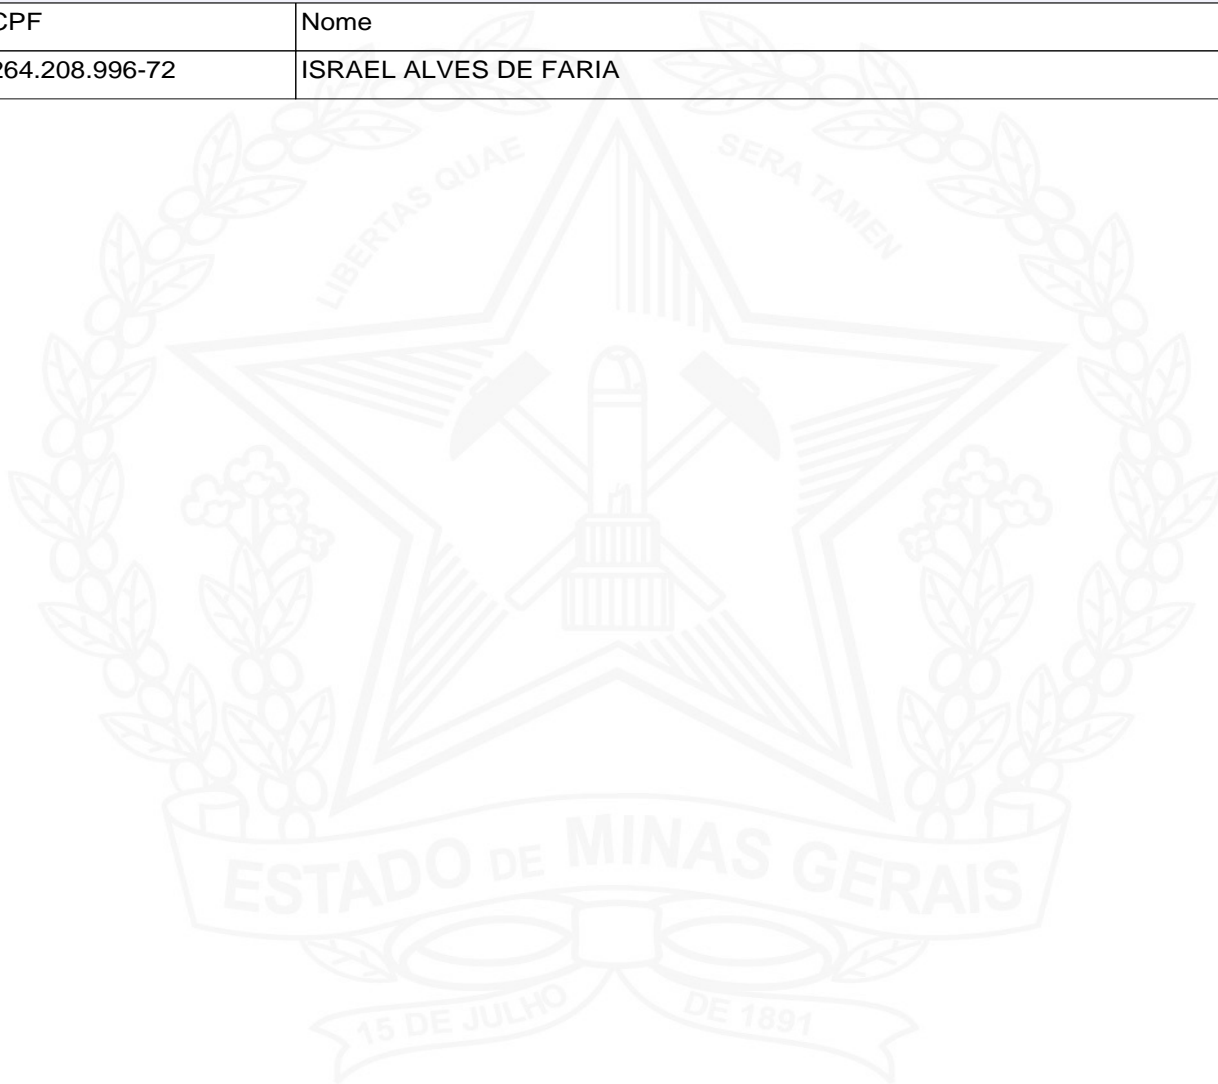 CPF Nome
264.208.996-72 ISRAEL ALVES DE FARIA
LIBERTAS QUAE SERA TAMEN
ESTADO DE MINAS GERAIS
15 DE JULHO DE 1891